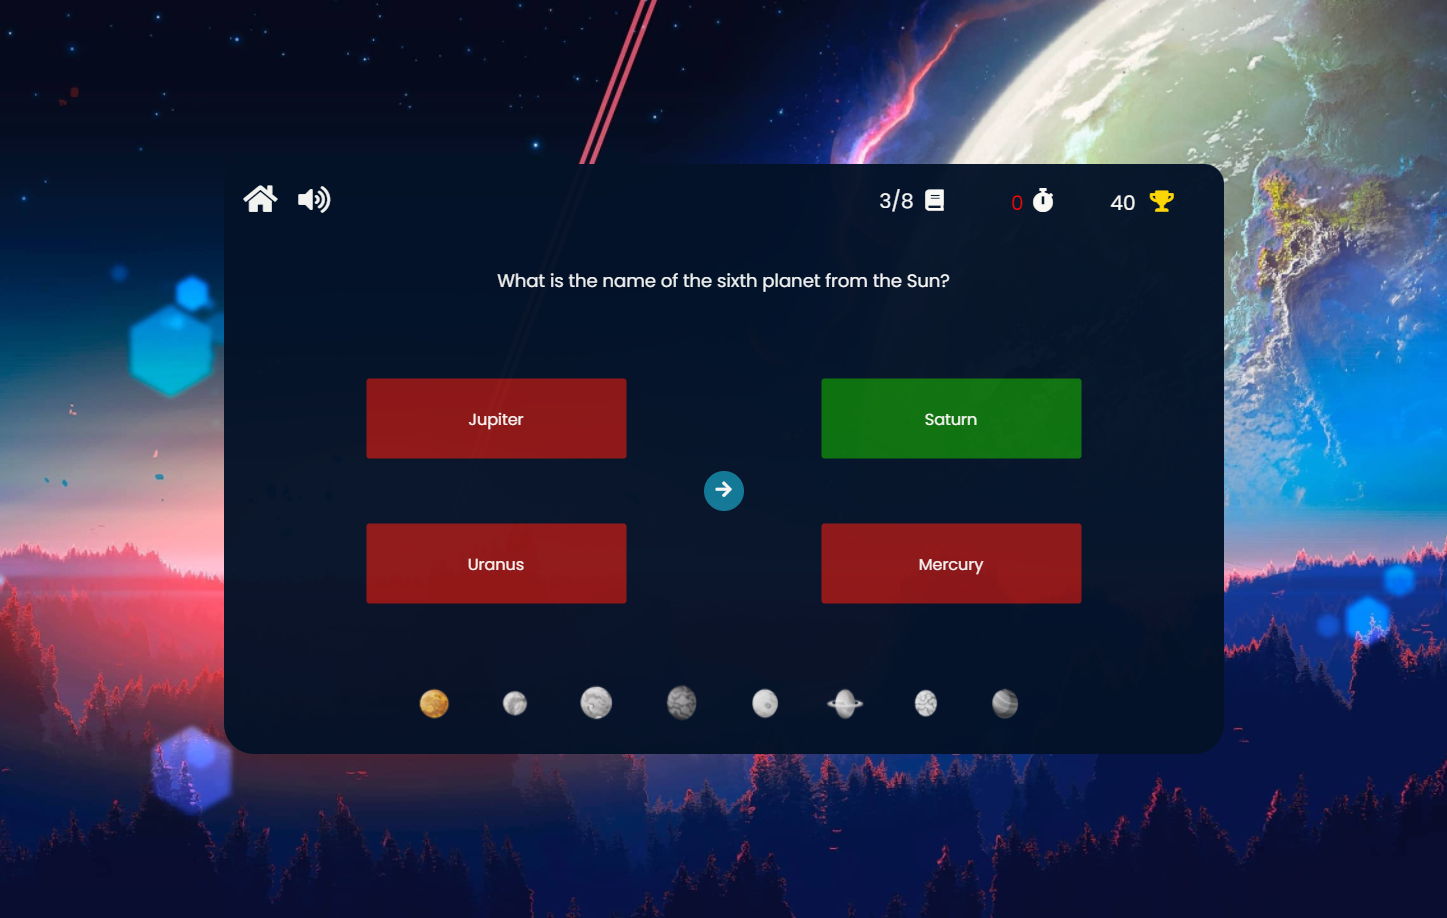 3/8
0
40
What is the name of the sixth planet from the Sun?
Jupiter
Saturn
Uranus
Mercury